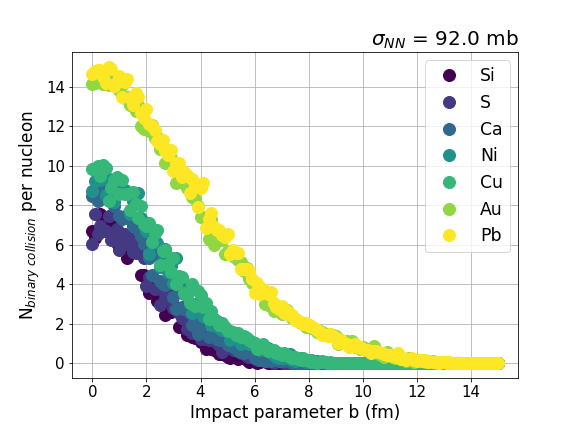 σNN = 92.0 mb
Nbinary collision per nucleon
14
12
10
8
6
4
2
0
Si
S
Ca
Ni
Cu
Au
Pb
0 2 4 6 8 10 12 14
Impact parameter b (fm)